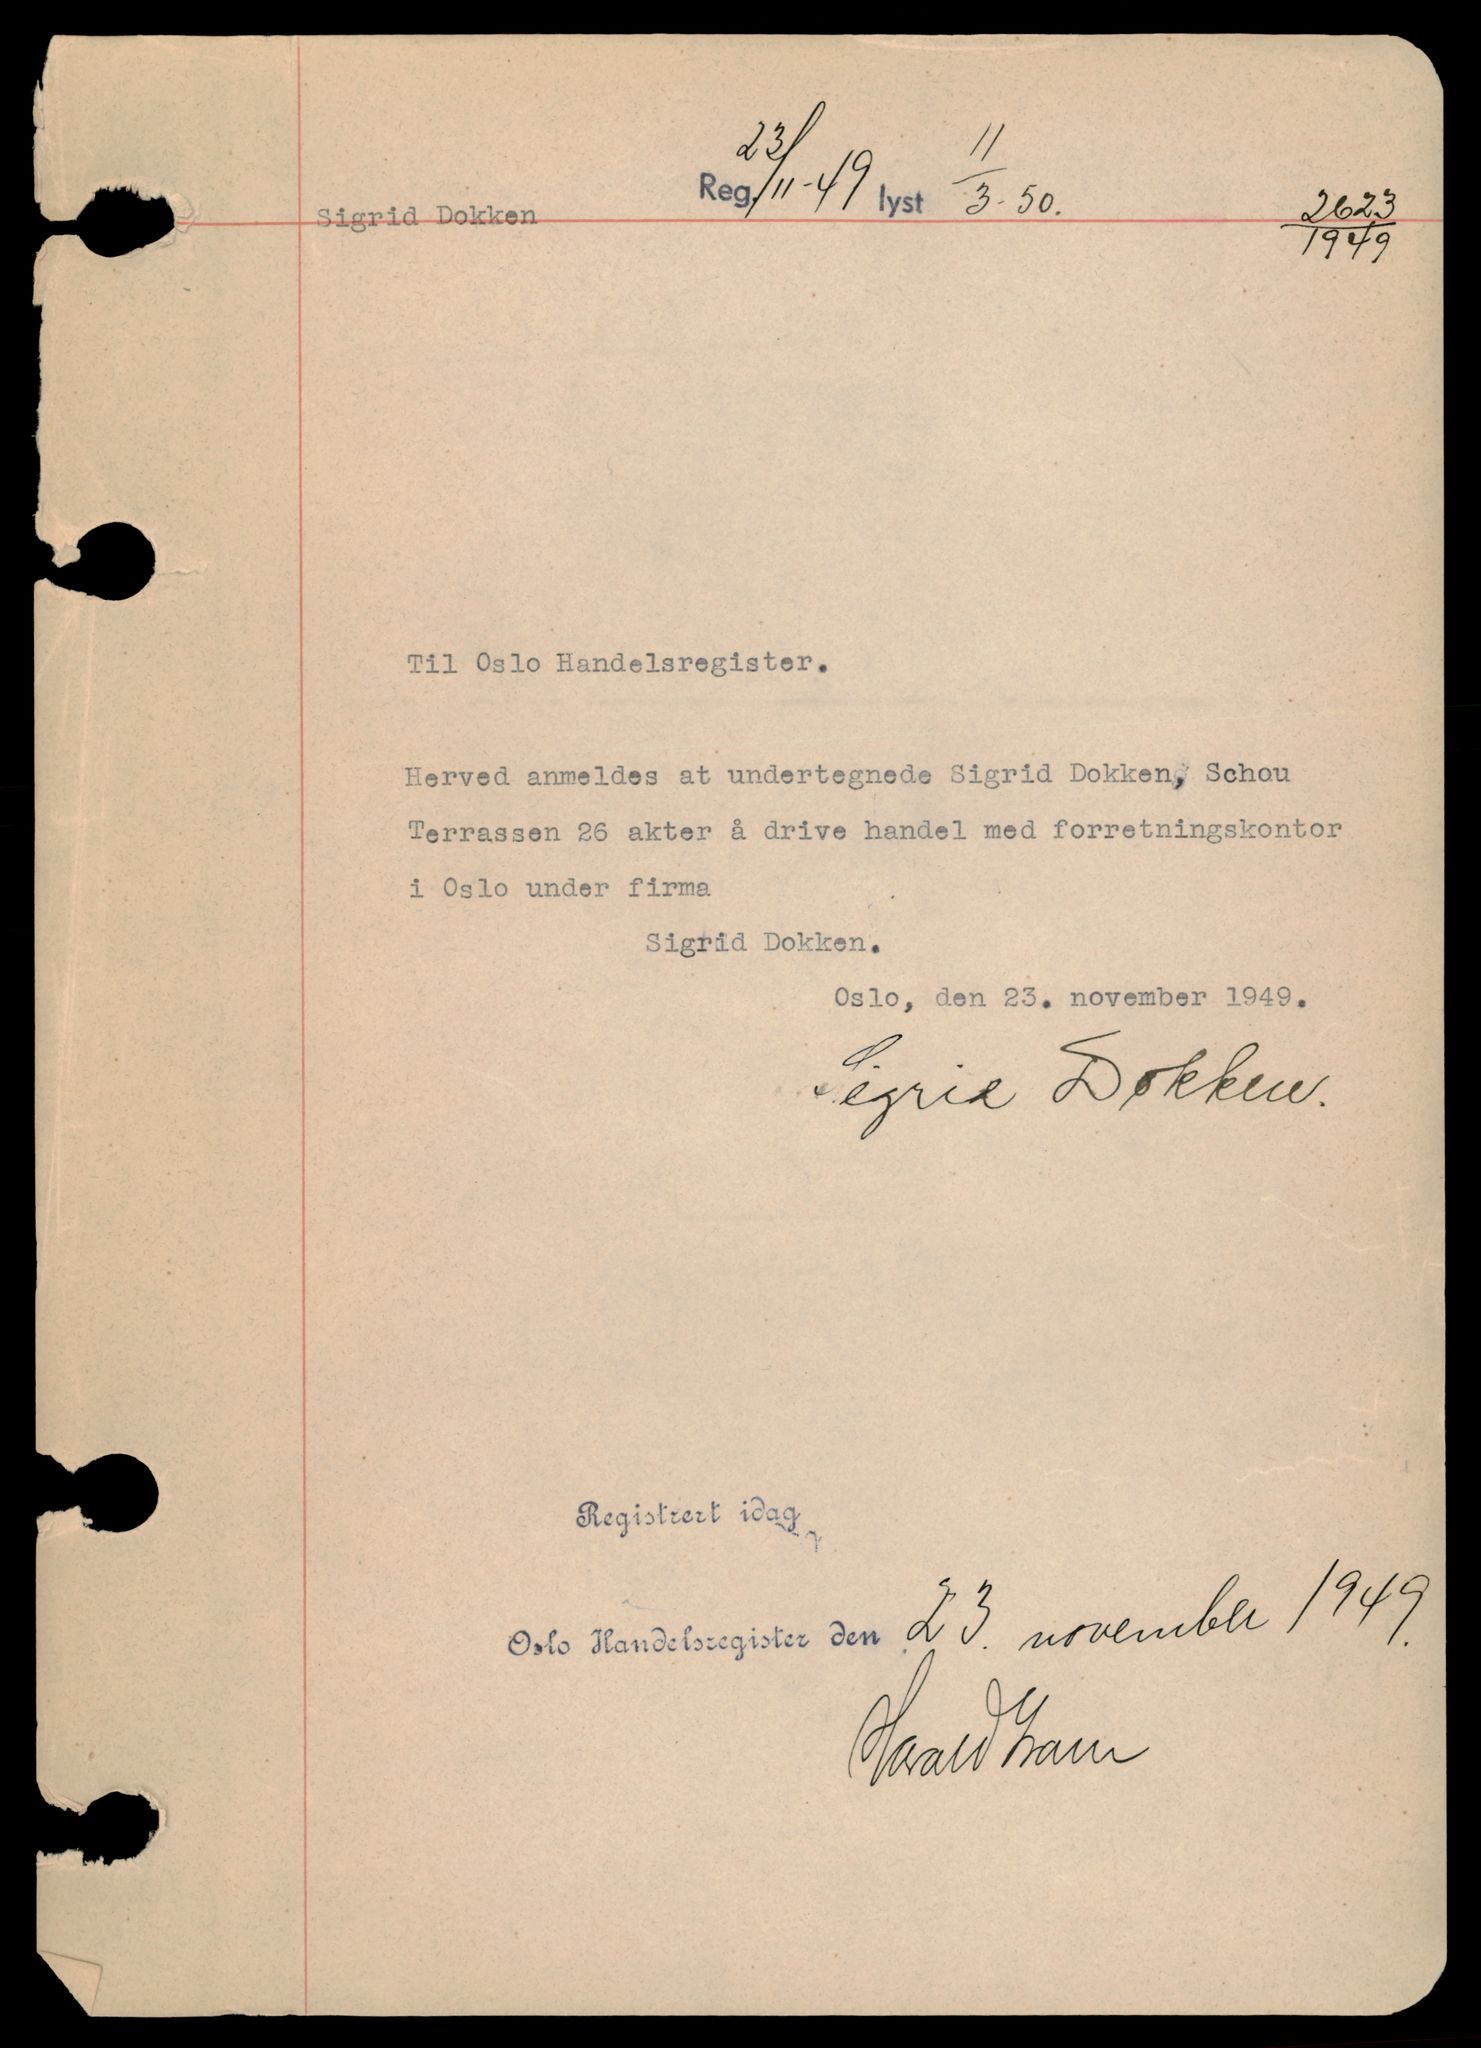 Reg. 23/11-49 lyst 11/3-50.
Sigrid Dokken
2623
1949
Til Oslo Handelsregister.
Herved anmeldes at undertegnede Sigrid Dokken, Schou
Terrassen 26 akter å drive handel med forretningskontor
i Oslo under firma
Sigrid Dokken.
Oslo, den 23. november 1949.
Sigrid Dokken.
Registrert idag
Oslo Handelsregister den 23. november 1949.
Harald Gram